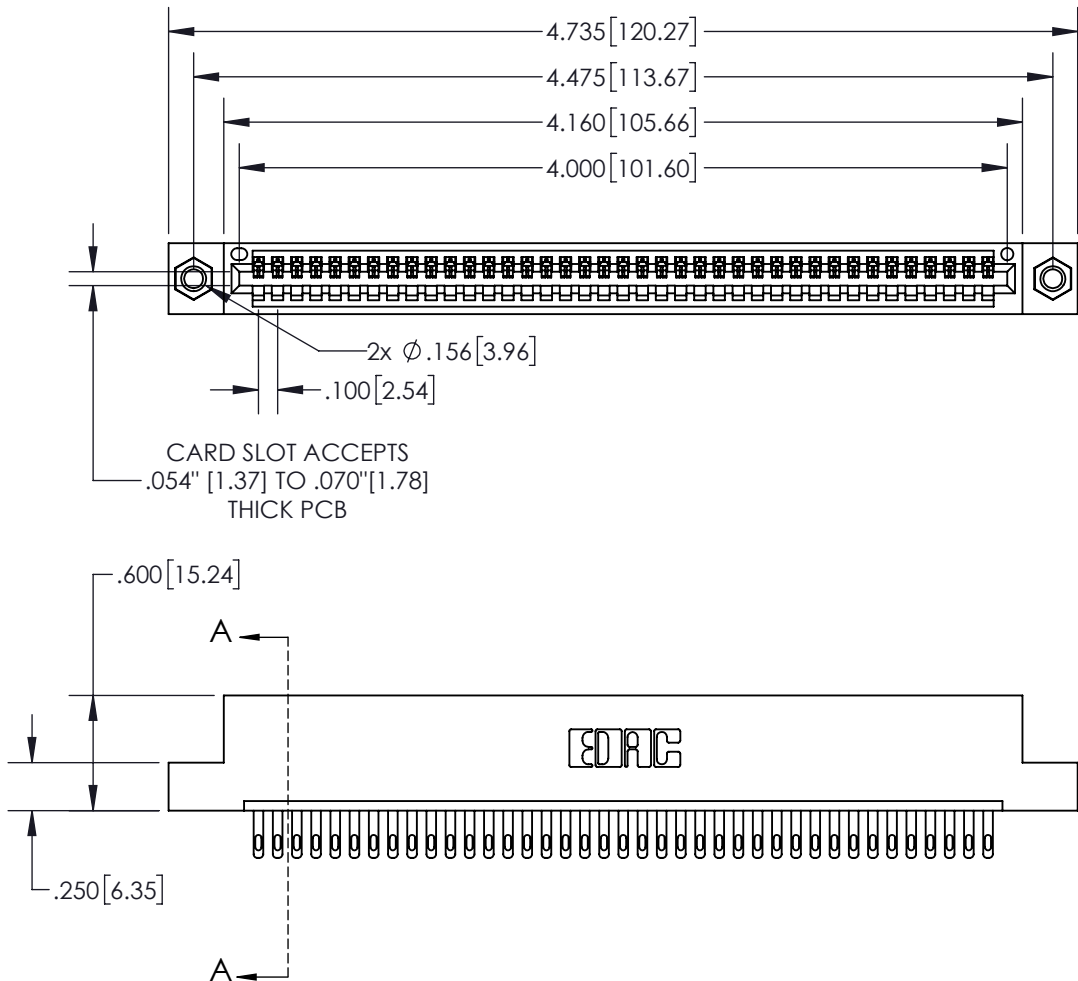 4.735[120.27]
4.475[113.67]
4.160[105.66]
4.000[101.60]
2x Ø.156[3.96]
.100[2.54]
CARD SLOT ACCEPTS
.054" [1.37] TO .070"[1.78]
THICK PCB
.600[15.24]
A
EDAC
.250[6.35]
A